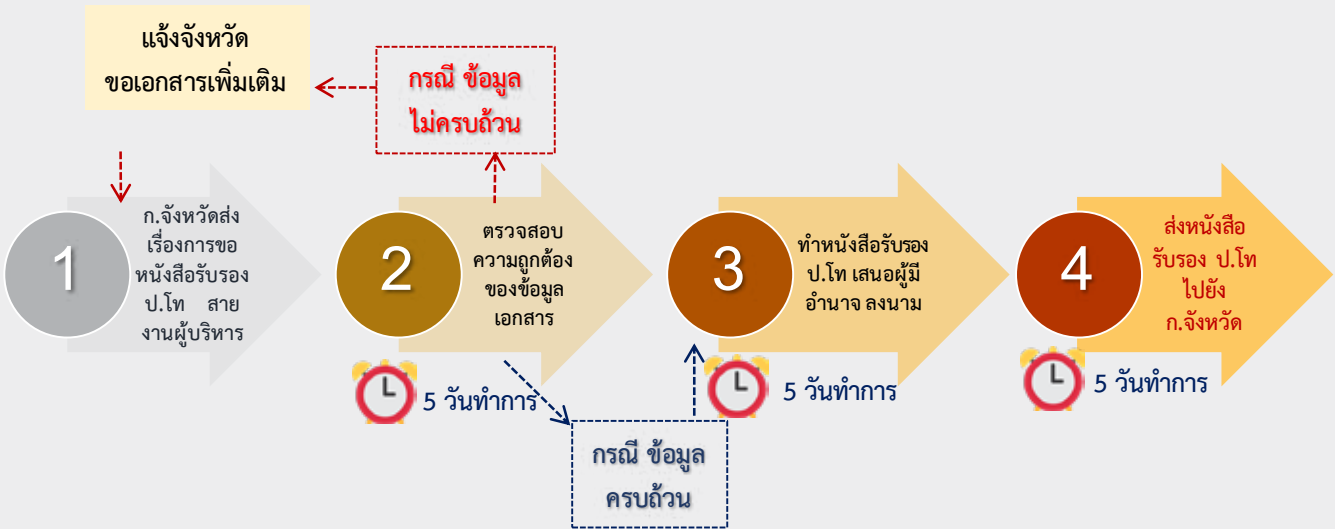 แจ้งจังหวัด
ขอเอกสารเพิ่มเติม
กรณี ข้อมูล
ไม่ครบถ้วน
1
ก.จังหวัดส่ง
เรื่องการขอ
หนังสือรับรอง
ป.โท สาย
งานผู้บริหาร
2
ตรวจสอบ
ความถูกต้อง
ของข้อมูล
เอกสาร
5 วันทำการ
กรณี ข้อมูล
ครบถ้วน
3
ทำหนังสือรับรอง
ป.โท เสนอผู้มี
อำนาจ ลงนาม
5 วันทำการ
4
ส่งหนังสือ
รับรอง ป.โท
ไปยัง
ก.จังหวัด
5 วันทำการ